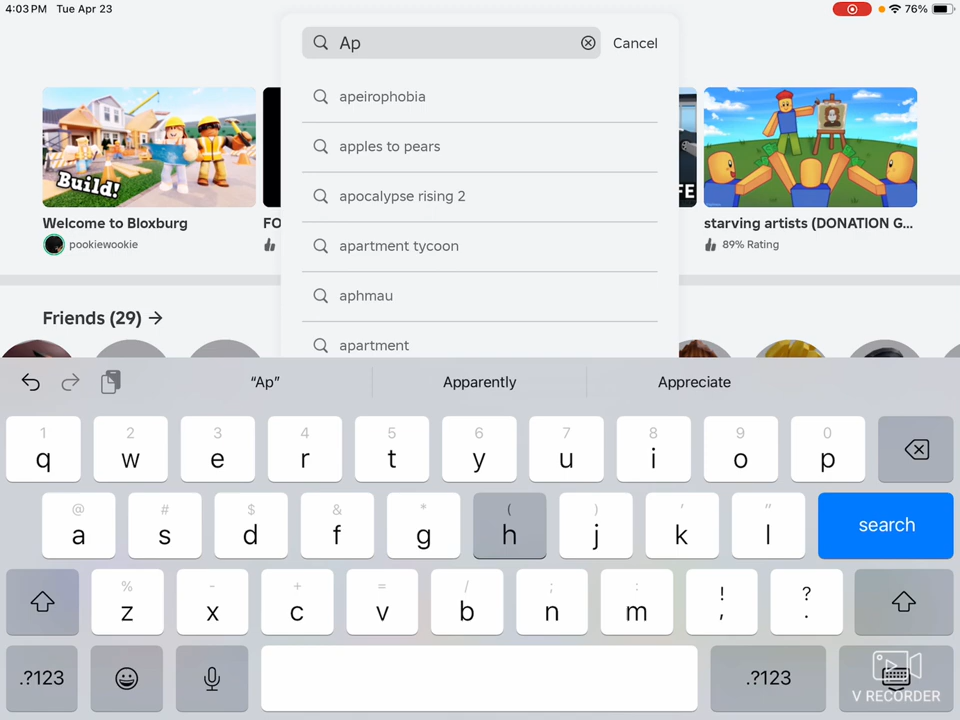 4:03 PM Tue Apr 23
76%
Ap
Cancel
apeirophobia
apples to pears
apocalypse rising 2
apartment tycoon
aphmau
apartment
Build!
Welcome to Bloxburg
pookiewookie
FO
FE
starving artists (DONATION G...
89% Rating
Friends (29) →
“Ap”
Apparently
Appreciate
1 2 3 4 5 6 7 8 9 0
q w e r t y u i o p
@ # $ & * ( ) ' "
a s d f g h j k l
search
% - + = / ; : ! ?
z x c v b n m , .
.?123
.?123
V RECORDER